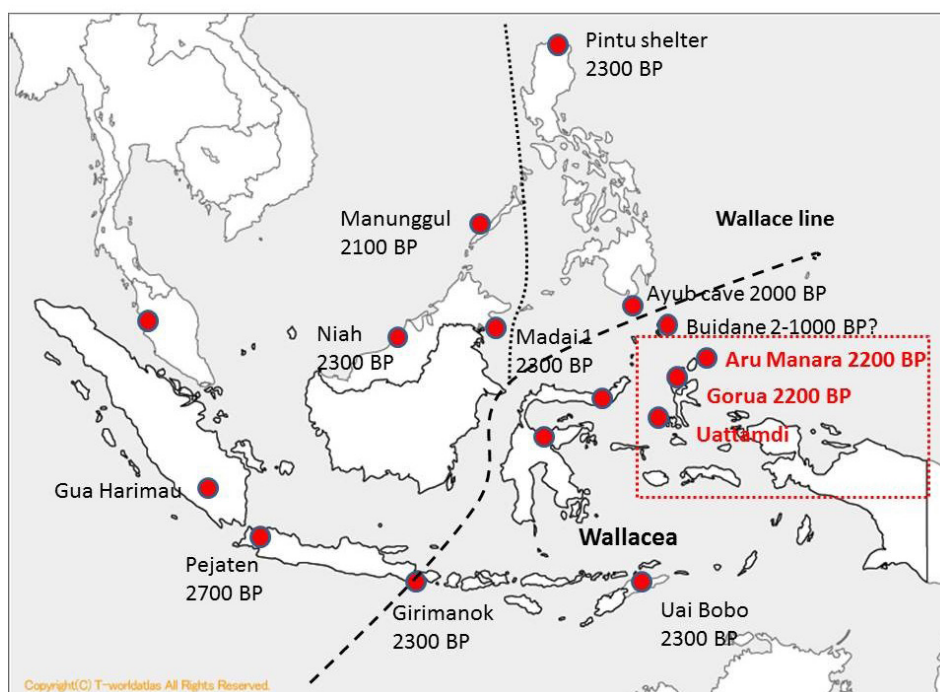 Pintu shelter
2300 BP
Manunggul
2100 BP
Wallace line
Ayub cave 2000 BP
Buidane 2-1000 BP?
Niah
2300 BP
Madai 1
2300 BP
Aru Manara 2200 BP
Gorua 2200 BP
Uattamdi
Gua Harimau
Wallacea
Pejaten
2700 BP
Girimanok
2300 BP
Uai Bobo
2300 BP
Copyright(C) T-worldatlas All Rights Reserved.